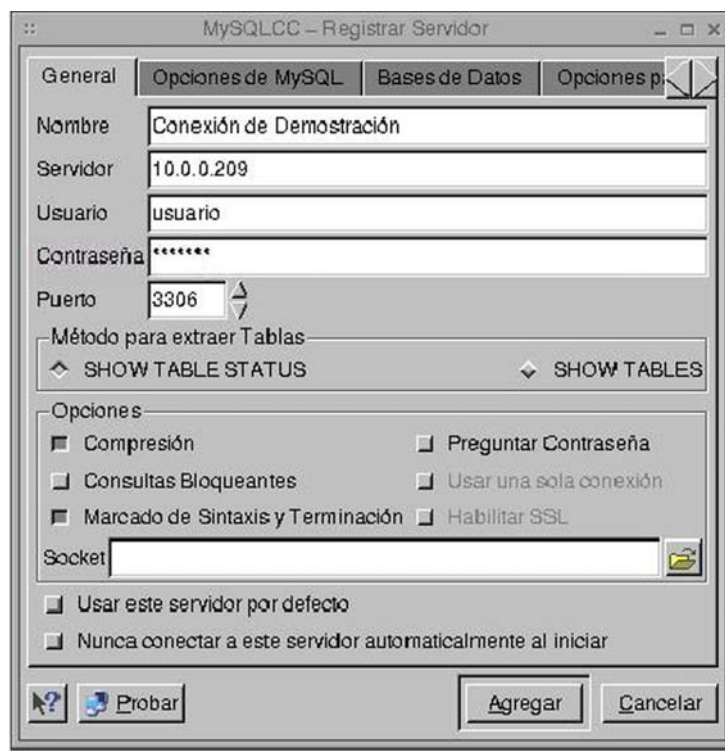 MySQLCC – Registrar Servidor
General Opciones de MySQL Bases de Datos Opciones p
Nombre Conexión de Demostración
Servidor 10.0.0.209
Usuario usuario
Contraseña *******
Puerto 3306
Método para extraer Tablas
SHOW TABLE STATUS SHOW TABLES
Opciones
Compresión Preguntar Contraseña
Consultas Bloqueantes Usar una sola conexión
Marcado de Sintaxis y Terminación Habilitar SSL
Socket
Usar este servidor por defecto
Nunca conectar a este servidor automaticalmente al iniciar
? Probar Agregar Cancelar